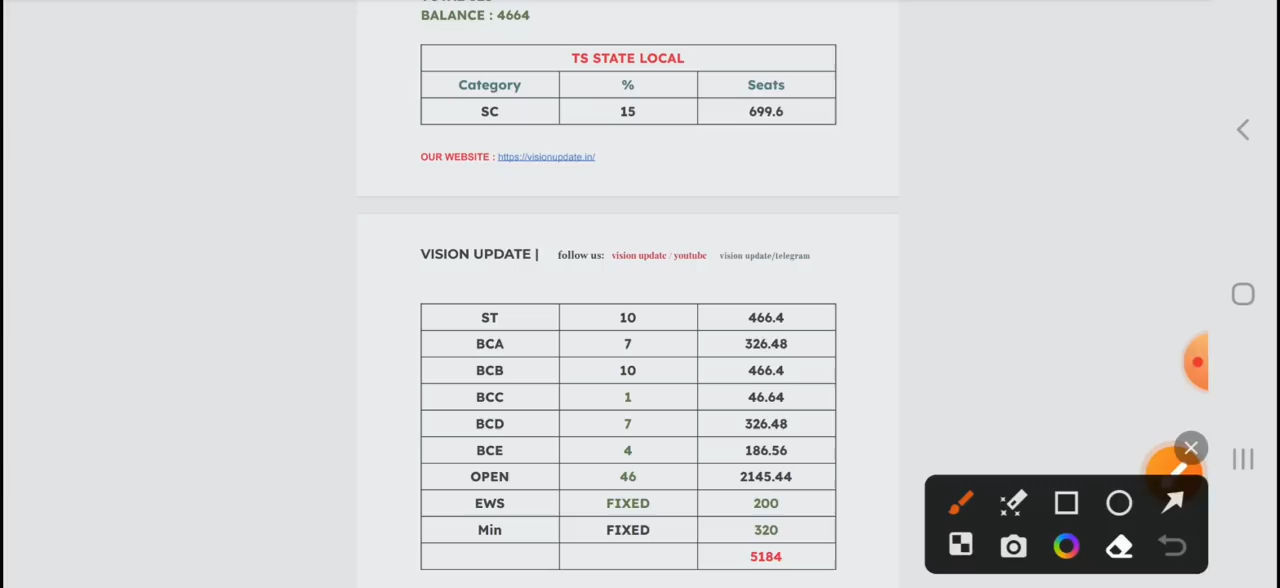 BALANCE : 4664
TS STATE LOCAL
Category % Seats
SC 15 699.6
OUR WEBSITE : https://visionupdate.in/
VISION UPDATE | follow us: vision update / youtube vision update/telegram
ST 10 466.4
BCA 7 326.48
BCB 10 466.4
BCC 1 46.64
BCD 7 326.48
BCE 4 186.56
OPEN 46 2145.44
EWS FIXED 200
Min FIXED 320
5184